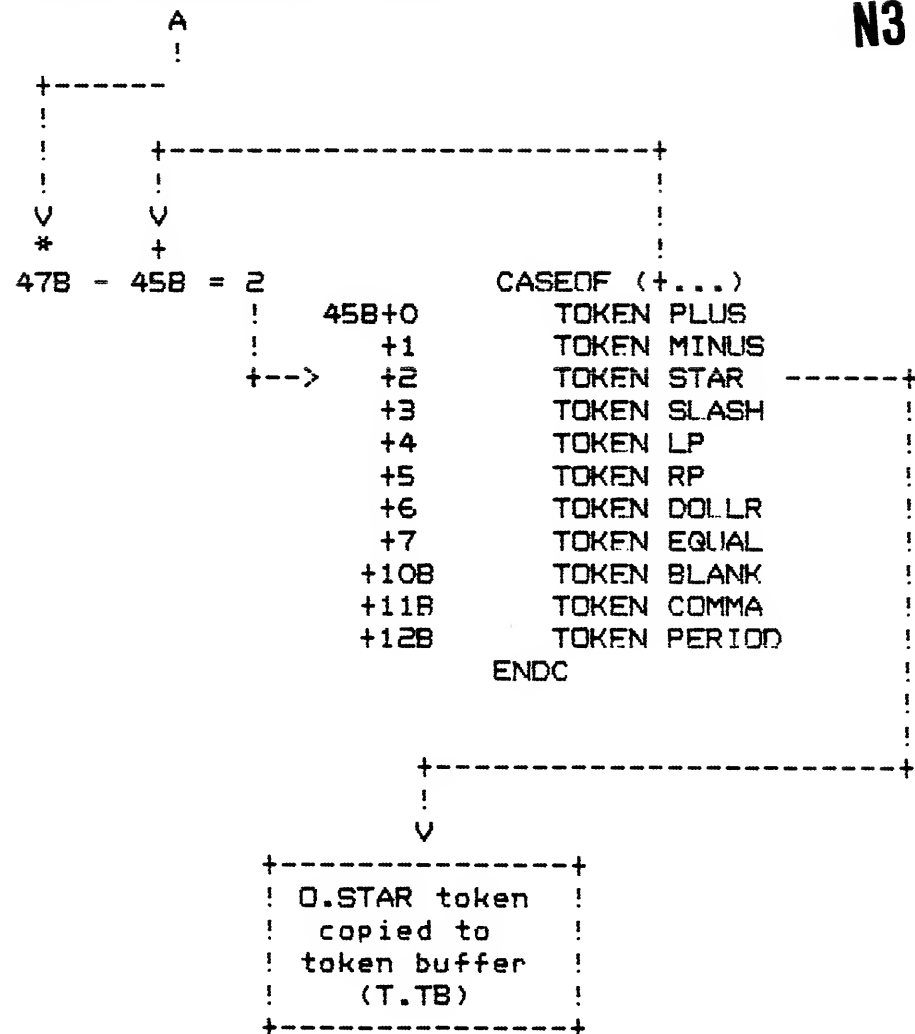 N3
A
!
+------
!
! +---------------------------+
! ! !
V V !
* + !
47B - 45B = 2 CASEOF (+...)
! 45B+0 TOKEN PLUS
! +1 TOKEN MINUS
+--> +2 TOKEN STAR ------+
+3 TOKEN SLASH !
+4 TOKEN LP !
+5 TOKEN RP !
+6 TOKEN DOLLR !
+7 TOKEN EQUAL !
+10B TOKEN BLANK !
+11B TOKEN COMMA !
+12B TOKEN PERIOD !
ENDC !
!
!
+--------------------------+
!
V
+-----------------+
! O.STAR token !
! copied to !
! token buffer !
! (T.TB) !
+-----------------+